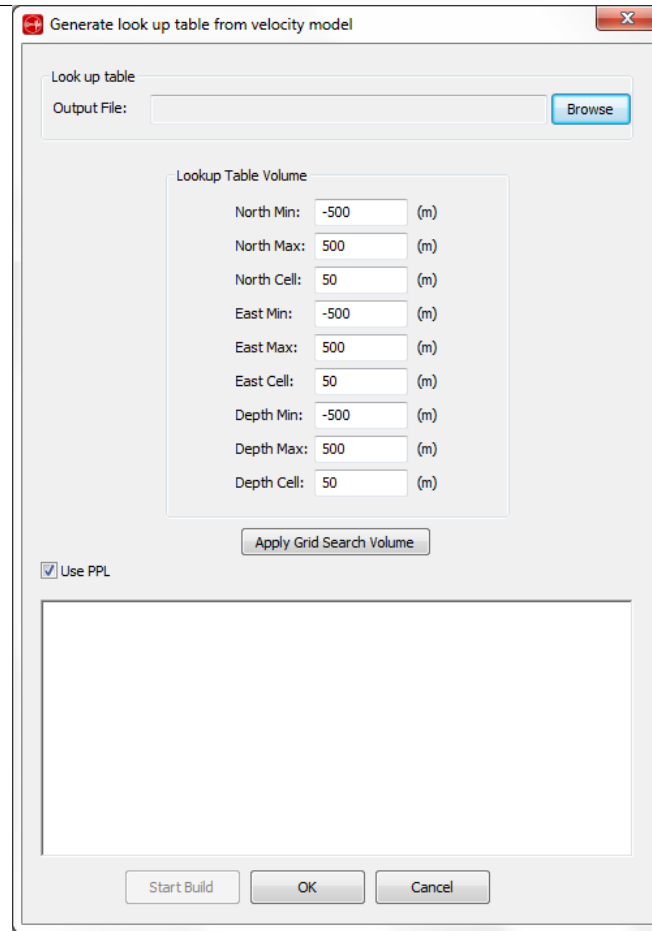 Generate look up table from velocity model
Look up table
Output File: Browse
Lookup Table Volume
North Min: -500 (m)
North Max: 500 (m)
North Cell: 50 (m)
East Min: -500 (m)
East Max: 500 (m)
East Cell: 50 (m)
Depth Min: -500 (m)
Depth Max: 500 (m)
Depth Cell: 50 (m)
Apply Grid Search Volume
Use PPL
Start Build OK Cancel